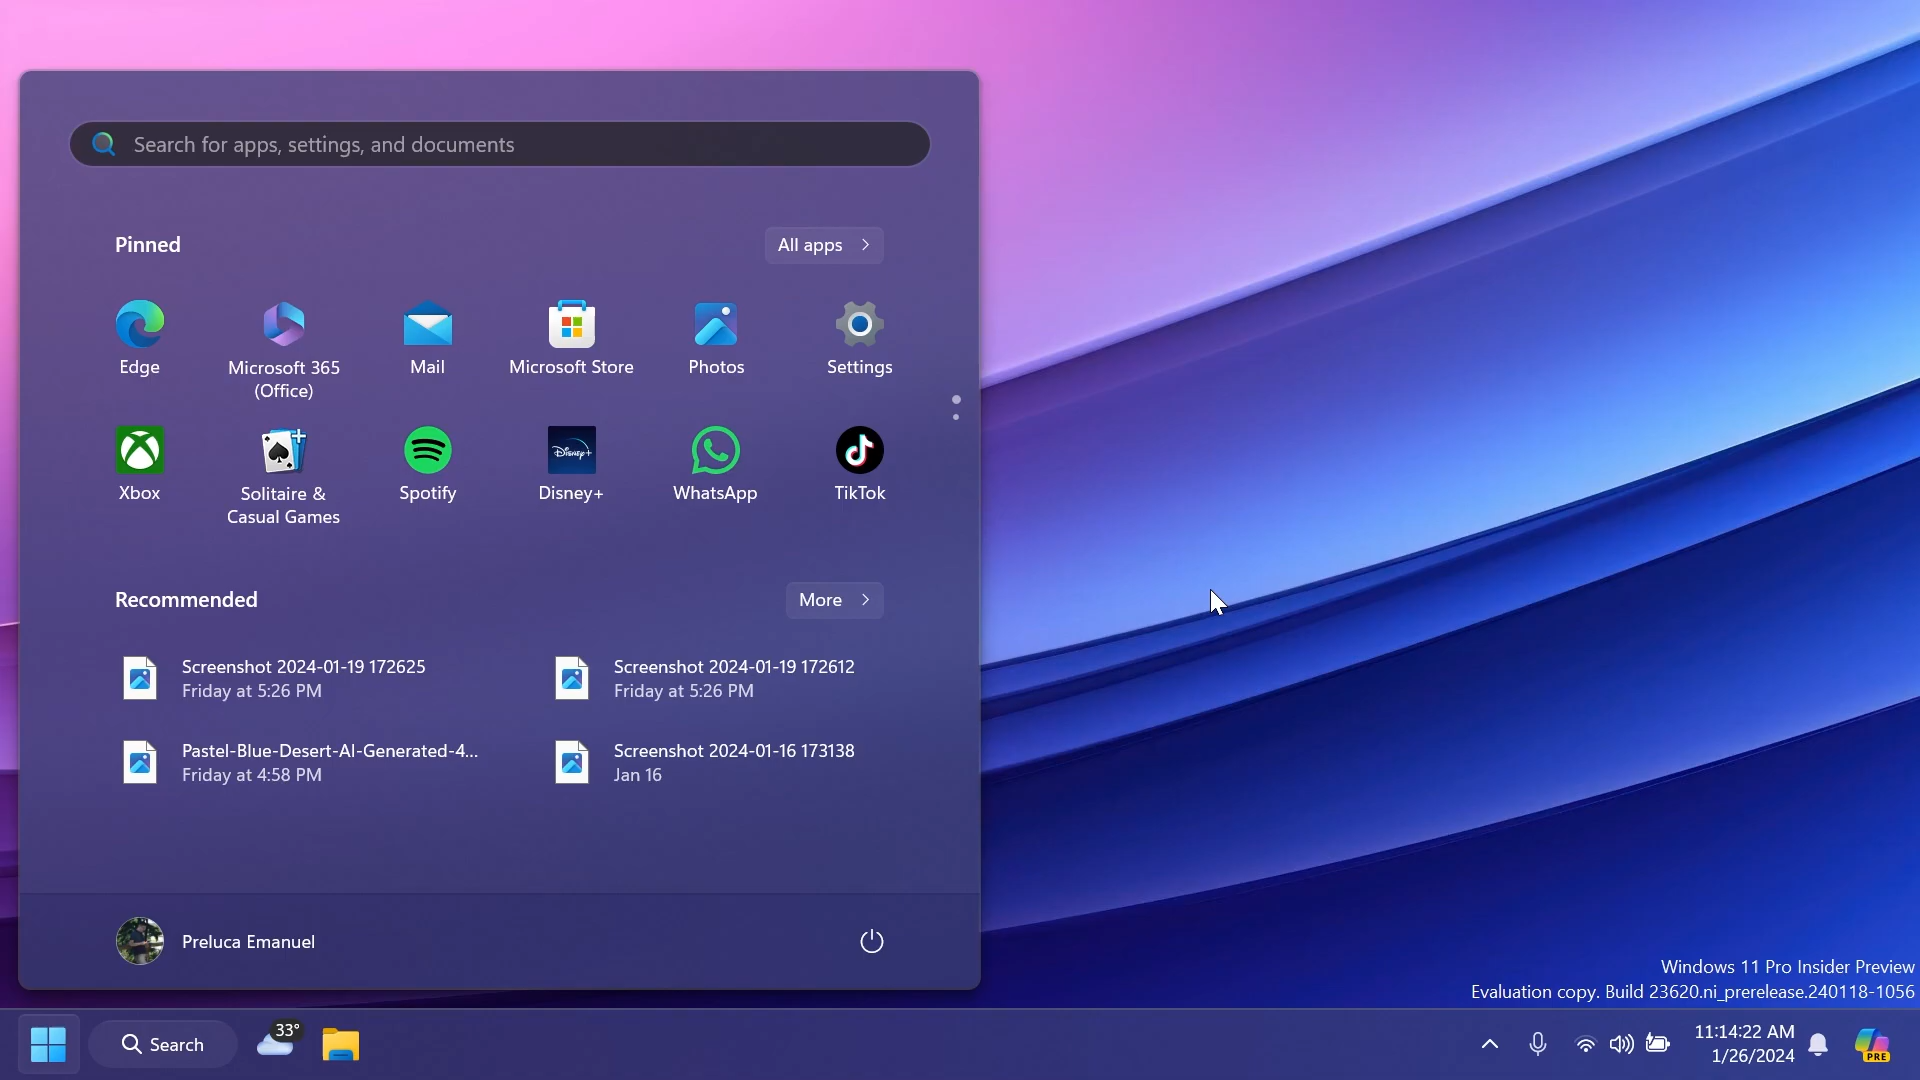 Search for apps, settings, and documents
Pinned
All apps
Edge
Microsoft 365
(Office)
Mail
Microsoft Store
Photos
Settings
Xbox
Solitaire &
Casual Games
Spotify
Disney+
Disney+
WhatsApp
TikTok
Recommended
More
Screenshot 2024-01-19 172625
Friday at 5:26 PM
Screenshot 2024-01-19 172612
Friday at 5:26 PM
Pastel-Blue-Desert-AI-Generated-4...
Friday at 4:58 PM
Screenshot 2024-01-16 173138
Jan 16
Preluca Emanuel
Windows 11 Pro Insider Preview
Evaluation copy. Build 23620.ni_prerelease.240118-1056
Search
33°
11:14:22 AM
1/26/2024
PRE